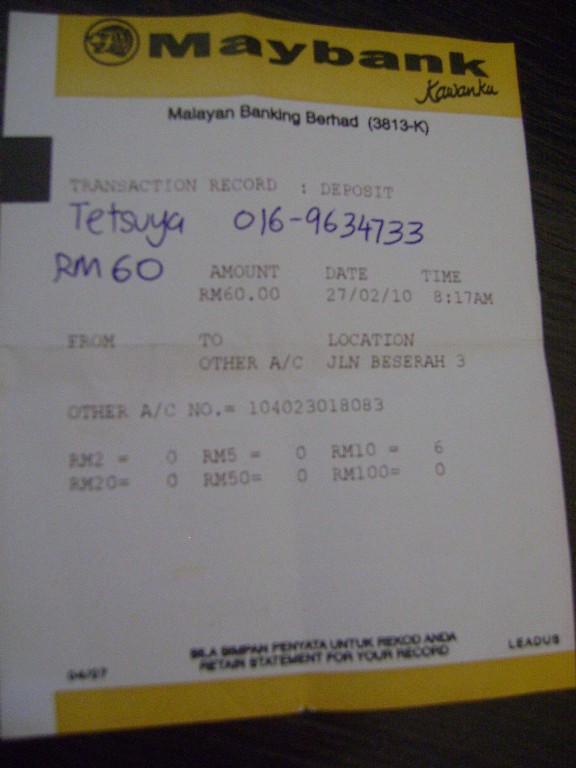 Maybank
Kawanku
Malayan Banking Berhad (3813-K)
TRANSACTION RECORD : DEPOSIT
Tetsuya 016-9634733
RM60
AMOUNT DATE TIME
RM60.00 27/02/10 8:17AM
FROM TO LOCATION
OTHER A/C JLN BESERAH 3
OTHER A/C NO.= 104023018083
RM2 = 0 RM5 = 0 RM10 = 6
RM20= 0 RM50= 0 RM100= 0
SILA SIMPAN PENYATA UNTUK REKOD ANDA
RETAIN STATEMENT FOR YOUR RECORD
LEADUS
04/07